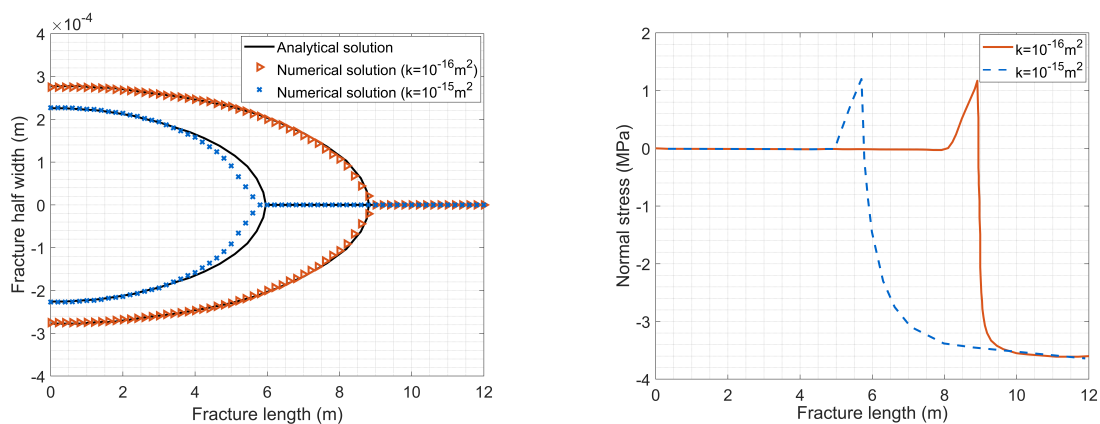 ×10⁻⁴
4
3
2
1
0
-1
-2
-3
-4
Fracture half width (m)
0 2 4 6 8 10 12
Fracture length (m)
Analytical solution
Numerical solution (k=10⁻¹⁶m²)
Numerical solution (k=10⁻¹⁵m²
2
1
0
-1
-2
-3
-4
Normal stress (MPa)
0 2 4 6 8 10 12
Fracture length (m)
k=10⁻¹⁶m²
k=10⁻¹⁵m²